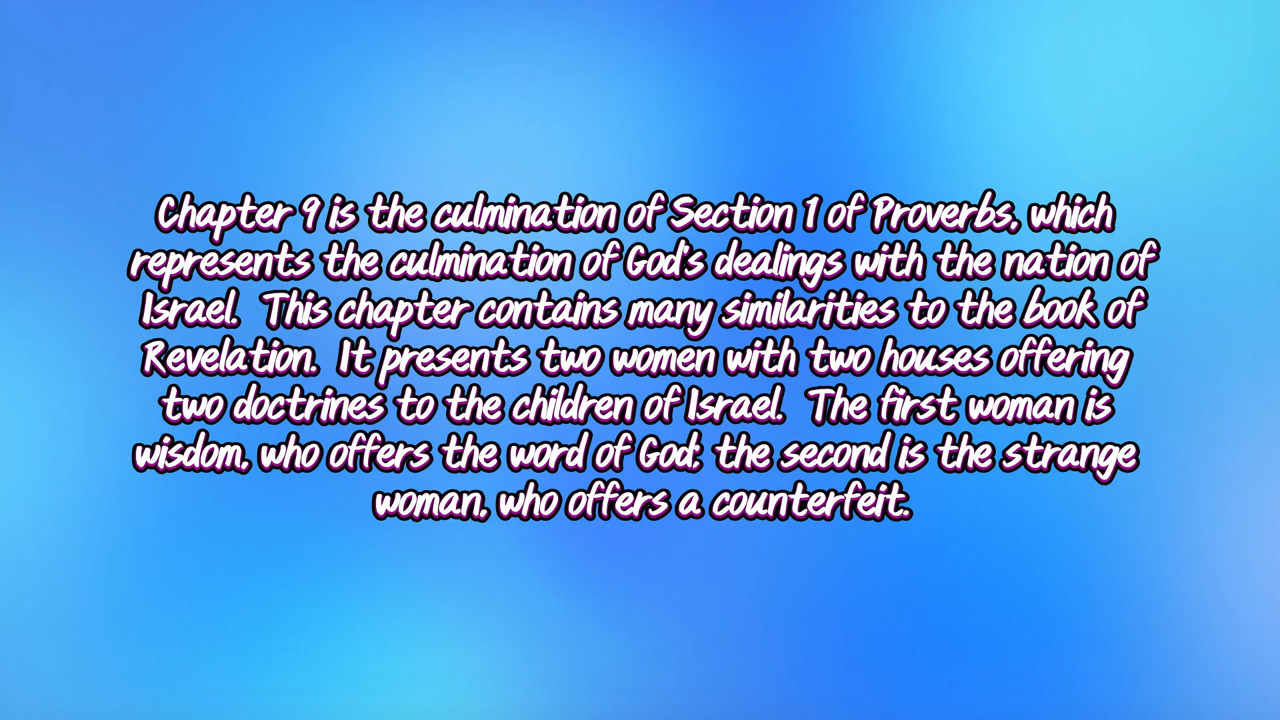 Chapter 9 is the culmination of Section 1 of Proverbs, which
represents the culmination of God's dealings with the nation of
Israel.  This chapter contains many similarities to the book of
Revelation.  It presents two women with two houses offering
two doctrines to the children of Israel.  The first woman is
wisdom, who offers the word of God; the second is the strange
woman, who offers a counterfeit.